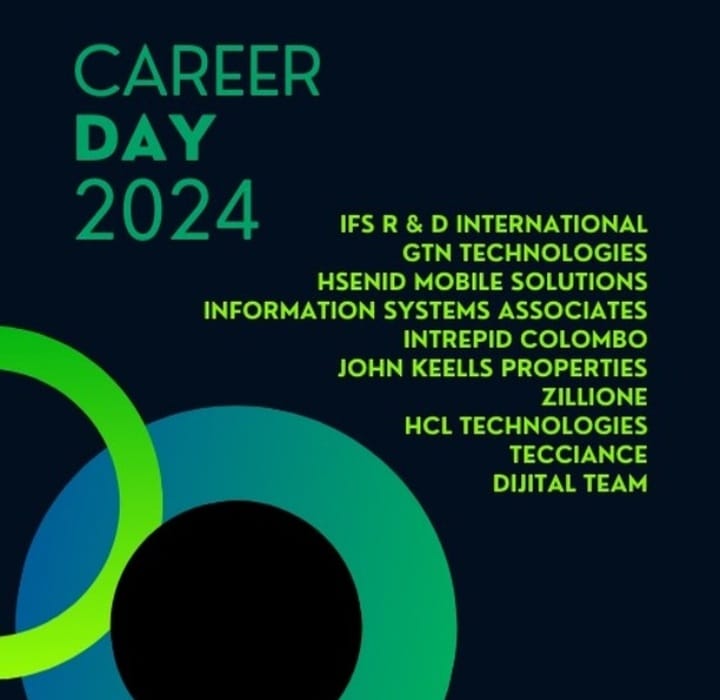 CAREER
DAY
2024
IFS R & D INTERNATIONAL
GTN TECHNOLOGIES
HSENID MOBILE SOLUTIONS
INFORMATION SYSTEMS ASSOCIATES
INTREPID COLOMBO
JOHN KEELLS PROPERTIES
ZILLIONE
HCL TECHNOLOGIES
TECCIANCE
DIJITAL TEAM